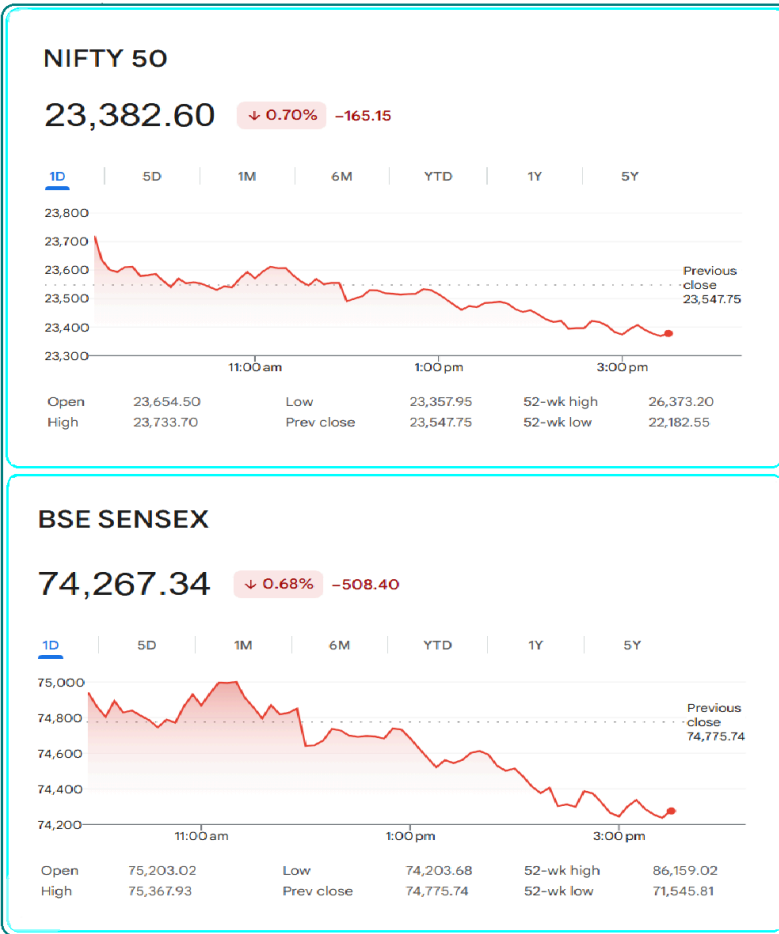 NIFTY 50
23,382.60 ↓ 0.70% −165.15
1D 5D 1M 6M YTD 1Y 5Y
23,800
23,700
23,600
23,500
23,400
23,300
Previous
close
23,547.75
11:00 am 1:00 pm 3:00 pm
Open 23,654.50 Low 23,357.95 52-wk high 26,373.20
High 23,733.70 Prev close 23,547.75 52-wk low 22,182.55
BSE SENSEX
74,267.34 ↓ 0.68% −508.40
1D 5D 1M 6M YTD 1Y 5Y
75,000
74,800
74,600
74,400
74,200
Previous
close
74,775.74
11:00 am 1:00 pm 3:00 pm
Open 75,203.02 Low 74,203.68 52-wk high 86,159.02
High 75,367.93 Prev close 74,775.74 52-wk low 71,545.81